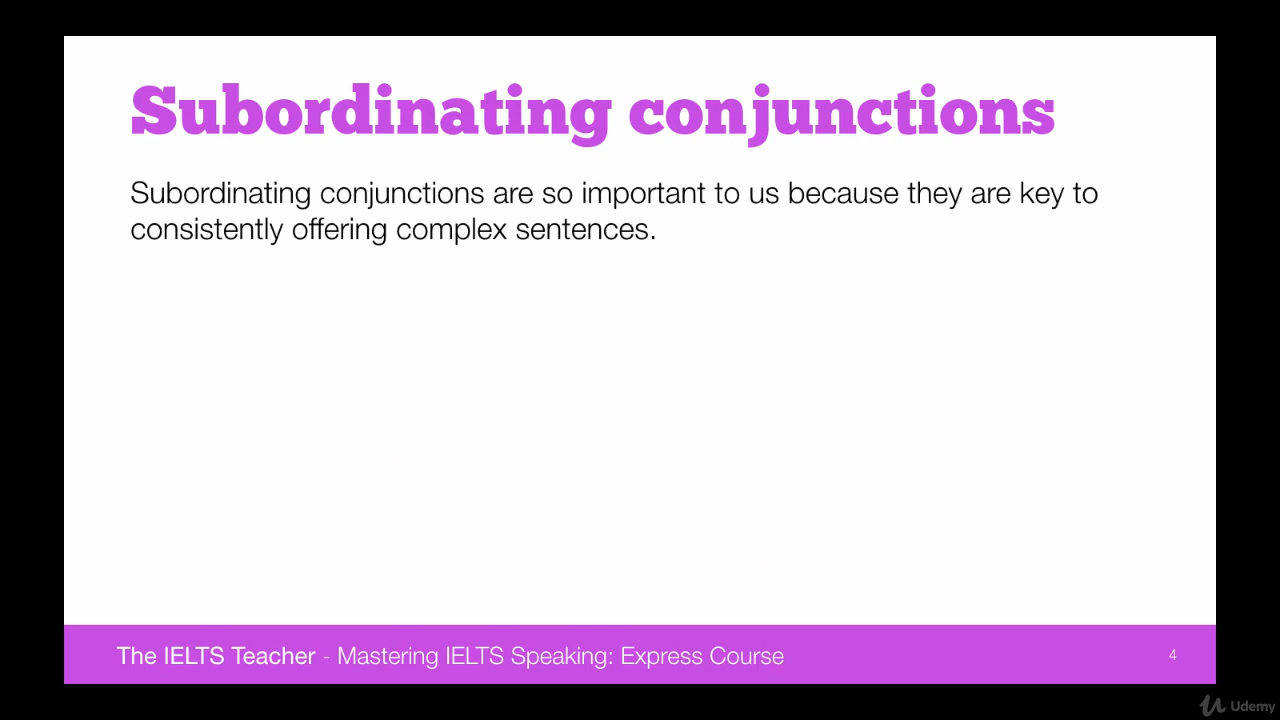 Subordinating conjunctions
Subordinating conjunctions are so important to us because they are key to
consistently offering complex sentences.
The IELTS Teacher - Mastering IELTS Speaking: Express Course
4
Udemy